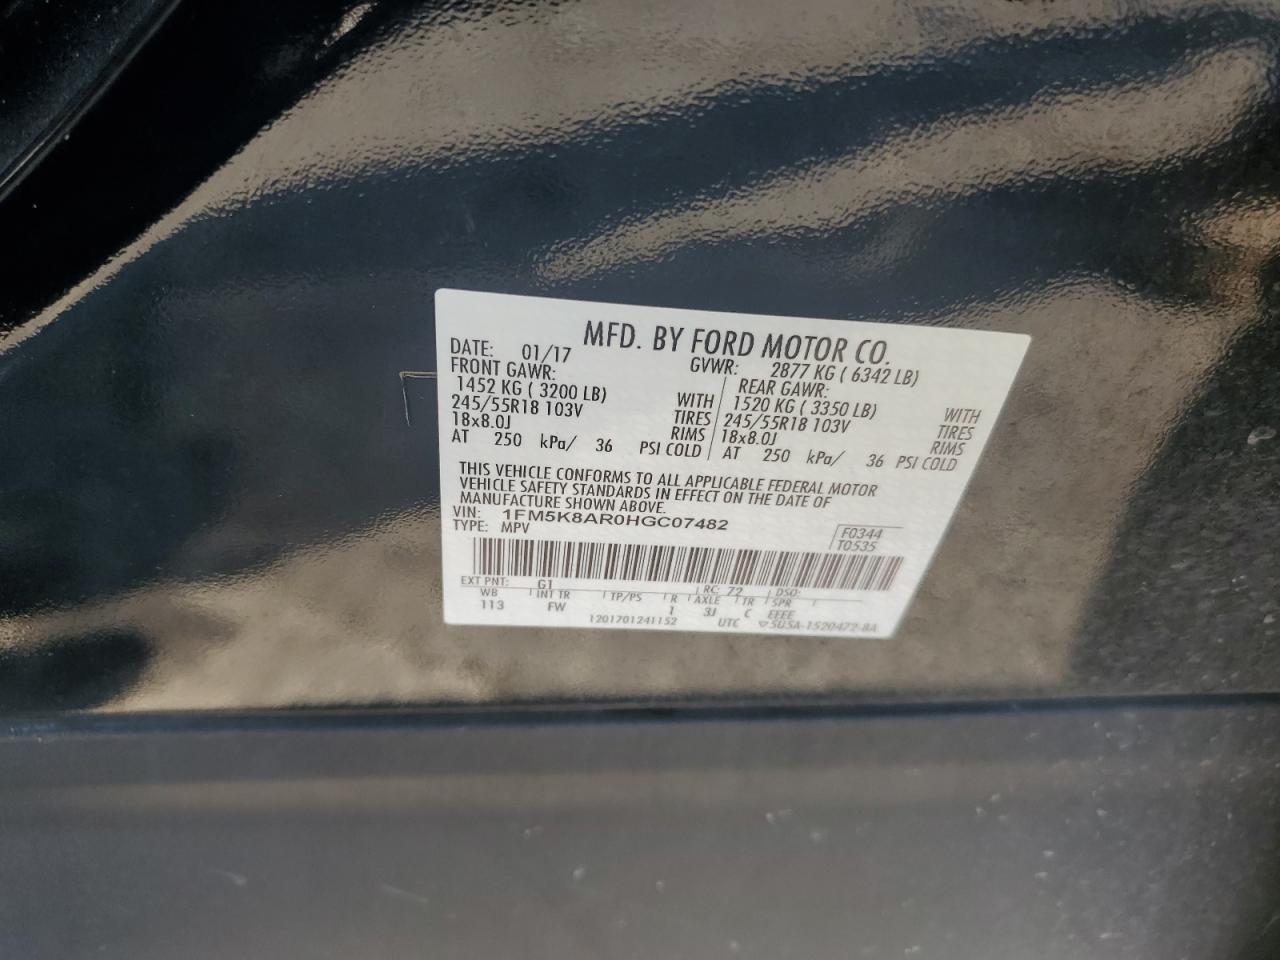 MFD. BY FORD MOTOR CO.
DATE: 01/17 GVWR: 2877 KG ( 6342 LB)
FRONT GAWR: REAR GAWR:
1452 KG ( 3200 LB) WITH 1520 KG ( 3350 LB) WITH
245/55R18 103V TIRES 245/55R18 103V TIRES
18x8.0J RIMS 18x8.0J RIMS
AT 250 kPa/ 36 PSI COLD AT 250 kPa/ 36 PSI COLD
THIS VEHICLE CONFORMS TO ALL APPLICABLE FEDERAL MOTOR
VEHICLE SAFETY STANDARDS IN EFFECT ON THE DATE OF
MANUFACTURE SHOWN ABOVE.
VIN: 1FM5K8AR0HGC07482
TYPE: MPV
F0344
T0535
EXT PNT: G1 RC: 72 DSO:
WB INT TR TP/PS R AXLE TR SPR
113 FW 1 3J C EEEE
1201701241152 UTC 5U5A-1520472-BA